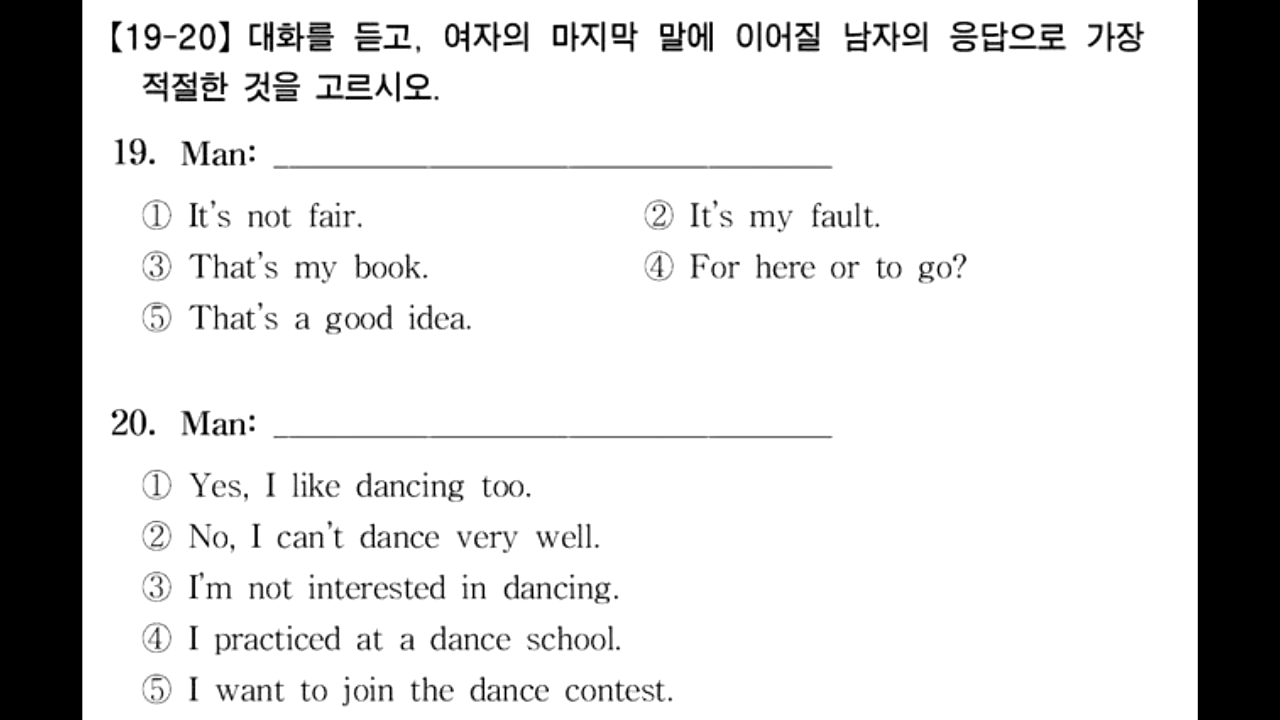 【19-20】 대화를 듣고, 여자의 마지막 말에 이어질 남자의 응답으로 가장
적절한 것을 고르시오.
19. Man: ____________________
① It's not fair. ② It's my fault.
③ That's my book. ④ For here or to go?
⑤ That's a good idea.
20. Man: ____________________
① Yes, I like dancing too.
② No, I can't dance very well.
③ I'm not interested in dancing.
④ I practiced at a dance school.
⑤ I want to join the dance contest.